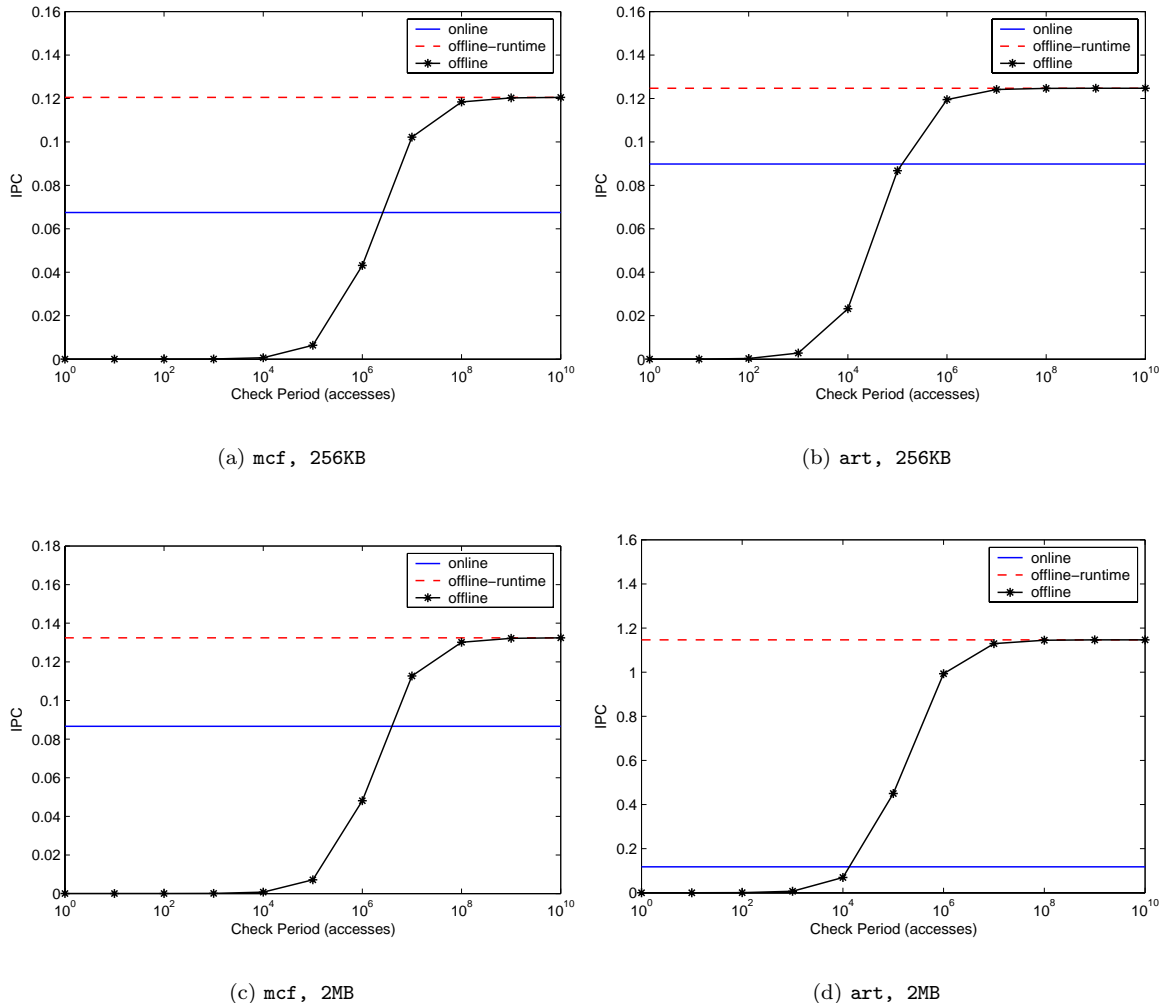 0.16
0.14
0.12
0.1
0.08
0.06
0.04
0.02
0
IPC
10^0 10^2 10^4 10^6 10^8 10^10
Check Period (accesses)
online
offline-runtime
offline
(a) mcf, 256KB
0.16
0.14
0.12
0.1
0.08
0.06
0.04
0.02
0
IPC
10^0 10^2 10^4 10^6 10^8 10^10
Check Period (accesses)
online
offline-runtime
offline
(b) art, 256KB
0.18
0.16
0.14
0.12
0.1
0.08
0.06
0.04
0.02
0
IPC
10^0 10^2 10^4 10^6 10^8 10^10
Check Period (accesses)
online
offline-runtime
offline
(c) mcf, 2MB
1.6
1.4
1.2
1
0.8
0.6
0.4
0.2
0
IPC
10^0 10^2 10^4 10^6 10^8 10^10
Check Period (accesses)
online
offline-runtime
offline
(d) art, 2MB